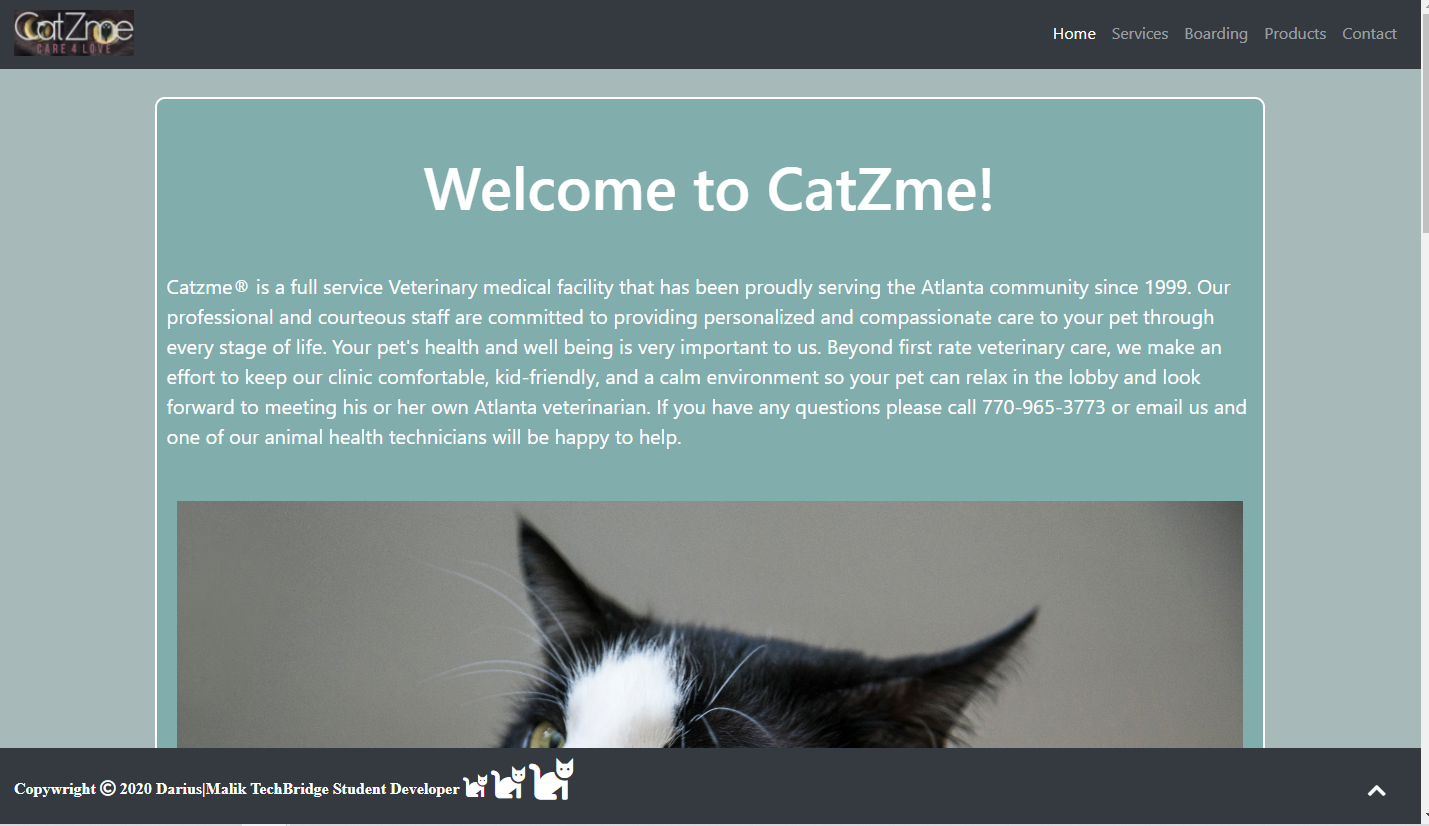 CatZme
CARE 4 LOVE
Home Services Boarding Products Contact
Welcome to CatZme!
Catzme® is a full service Veterinary medical facility that has been proudly serving the Atlanta community since 1999. Our
professional and courteous staff are committed to providing personalized and compassionate care to your pet through
every stage of life. Your pet's health and well being is very important to us. Beyond first rate veterinary care, we make an
effort to keep our clinic comfortable, kid-friendly, and a calm environment so your pet can relax in the lobby and look
forward to meeting his or her own Atlanta veterinarian. If you have any questions please call 770-965-3773 or email us and
one of our animal health technicians will be happy to help.
Copywright © 2020 Darius|Malik TechBridge Student Developer